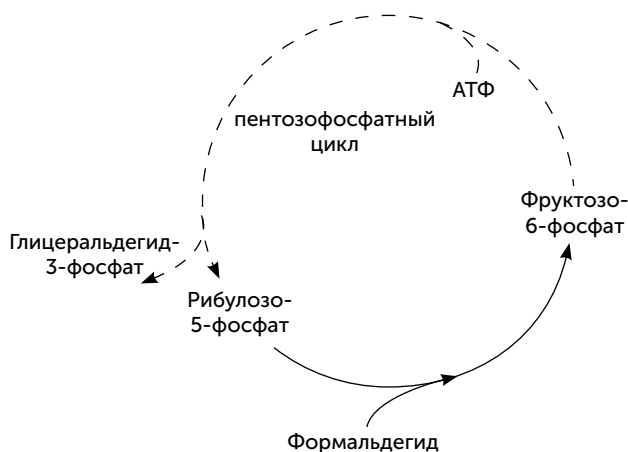 АТФ
пентозофосфатный
цикл
Фруктозо-
6-фосфат
Глицеральдегид-
3-фосфат
Рибулозо-
5-фосфат
Формальдегид